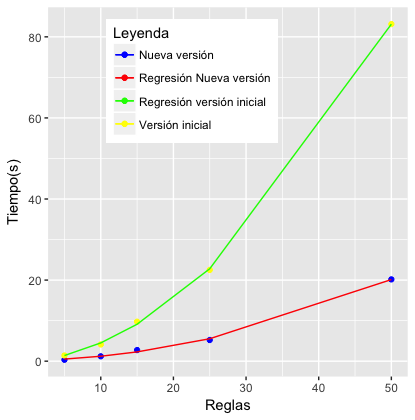 Leyenda
Nueva versión
Regresión Nueva versión
Regresión versión inicial
Versión inicial
Tiempo(s)
80
60
40
20
0
10
20
30
40
50
Reglas